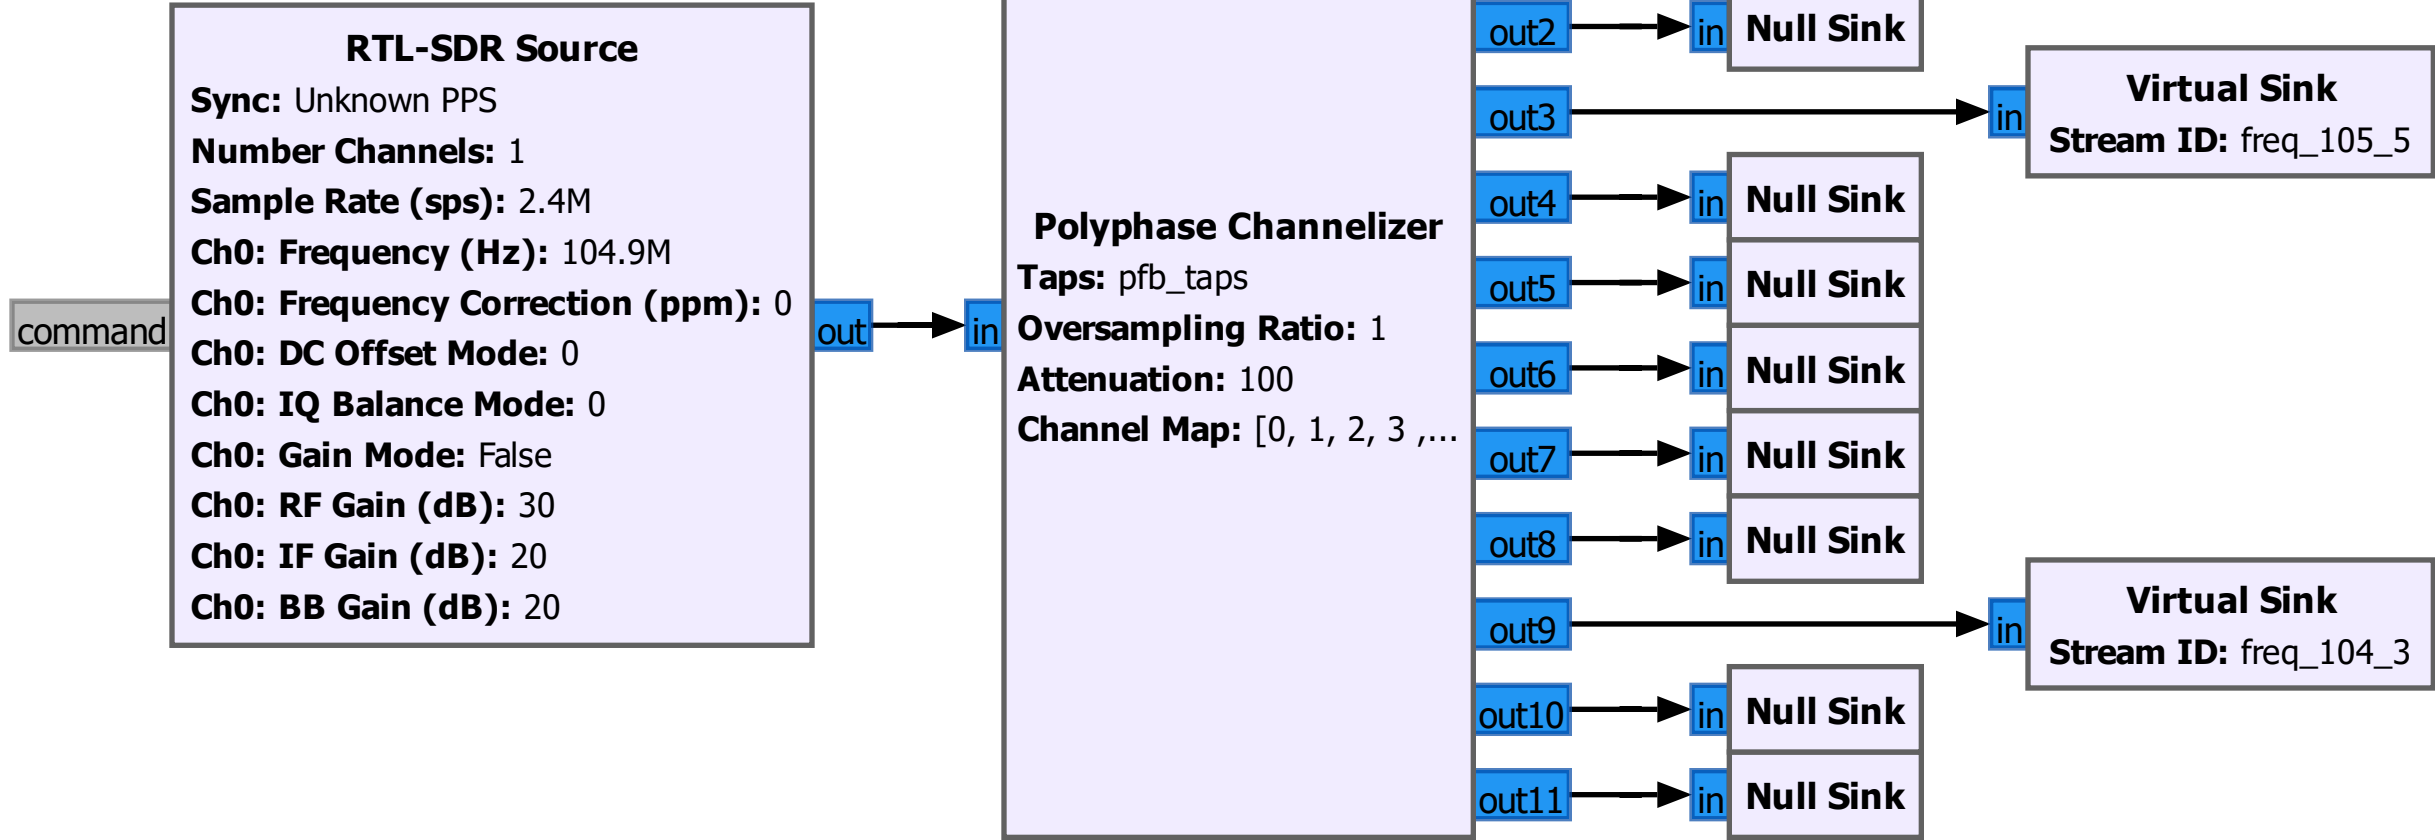 RTL-SDR Source
Sync: Unknown PPS
Number Channels: 1
Sample Rate (sps): 2.4M
Ch0: Frequency (Hz): 104.9M
Ch0: Frequency Correction (ppm): 0
Ch0: DC Offset Mode: 0
Ch0: IQ Balance Mode: 0
Ch0: Gain Mode: False
Ch0: RF Gain (dB): 30
Ch0: IF Gain (dB): 20
Ch0: BB Gain (dB): 20
command
out
in
Polyphase Channelizer
Taps: pfb_taps
Oversampling Ratio: 1
Attenuation: 100
Channel Map: [0, 1, 2, 3 ,...
out2
in
Null Sink
out3
in
Virtual Sink
Stream ID: freq_105_5
out4
in
Null Sink
out5
in
Null Sink
out6
in
Null Sink
out7
in
Null Sink
out8
in
Null Sink
out9
in
Virtual Sink
Stream ID: freq_104_3
out10
in
Null Sink
out11
in
Null Sink